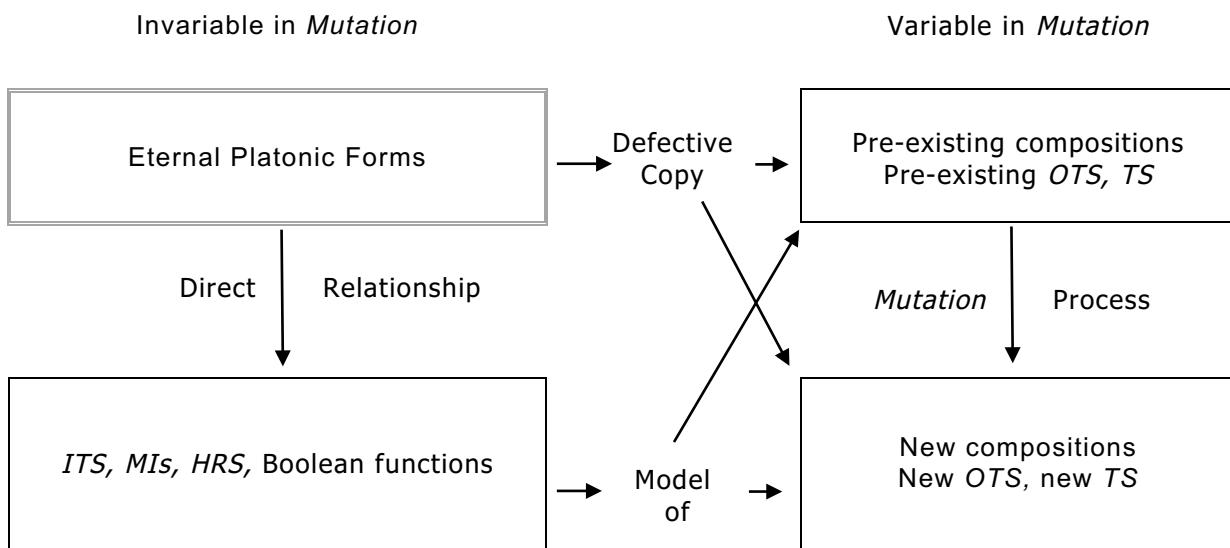 Invariable in Mutation
Variable in Mutation
Eternal Platonic Forms
Defective
Copy
Pre-existing compositions
Pre-existing OTS, TS
Direct
Relationship
Mutation
Process
ITS, MIs, HRS, Boolean functions
Model
of
New compositions
New OTS, new TS